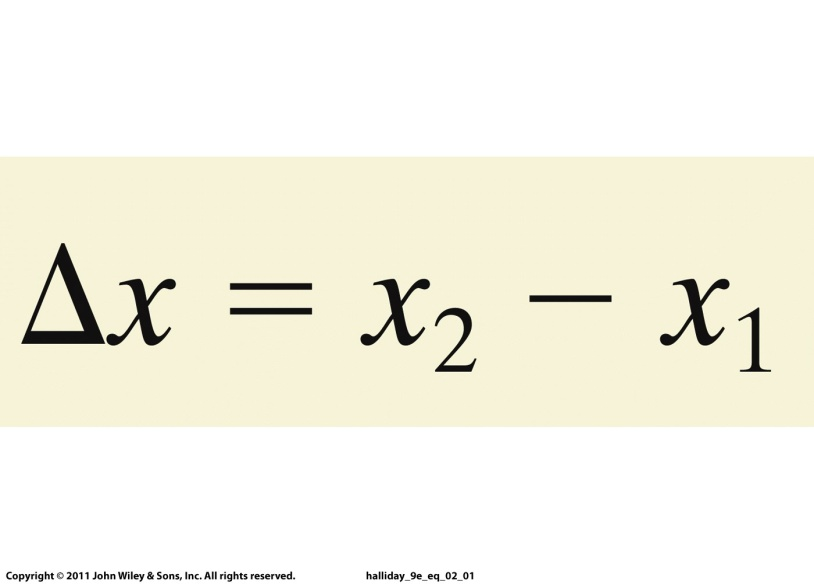 Δx = x₂ − x₁
Copyright © 2011 John Wiley & Sons, Inc. All rights reserved. halliday_9e_eq_02_01